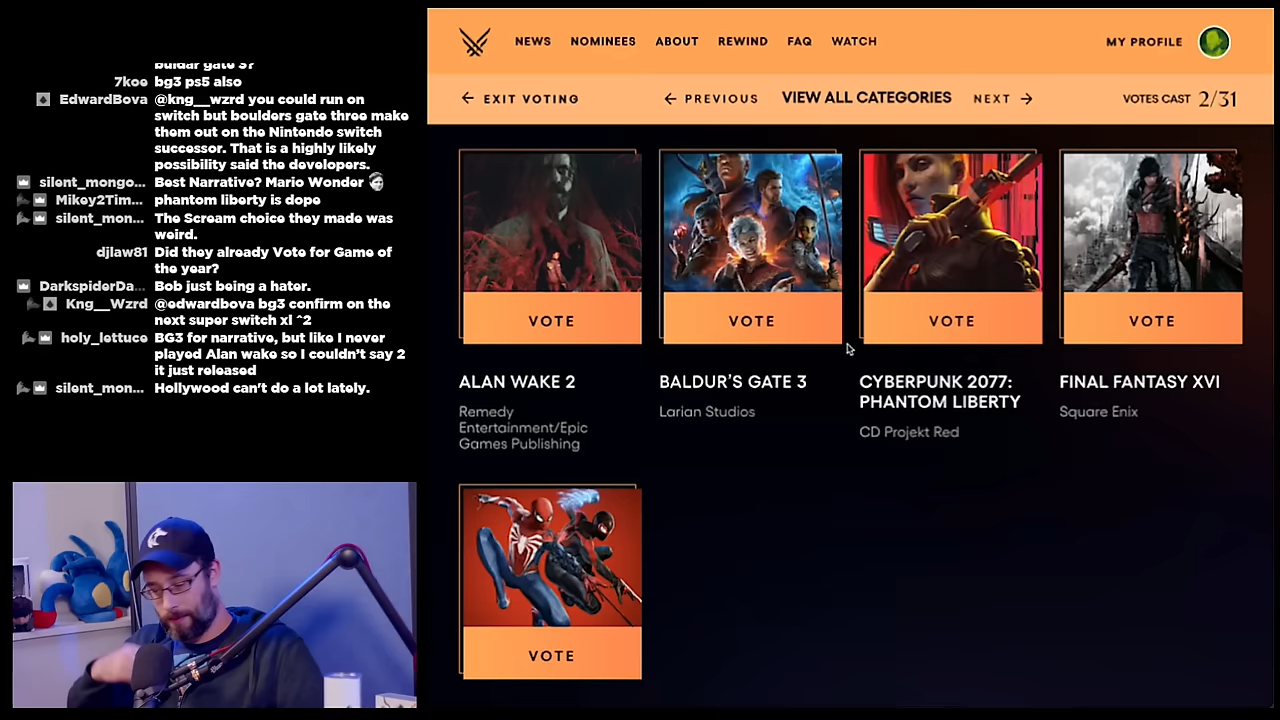 buldar gate 3?
7koe bg3 ps5 also
EdwardBova @kng__wzrd you could run on
switch but boulders gate three make
them out on the Nintendo switch
successor. That is a highly likely
possibility said the developers.
silent_mongo... Best Narrative? Mario Wonder
Mikey2Tim... phantom liberty is dope
silent_mon... The Scream choice they made was
weird.
djlaw81 Did they already Vote for Game of
the year?
DarkspiderDa... Bob just being a hater.
Kng__Wzrd @edwardbova bg3 confirm on the
next super switch xl ^2
holy_lettuce BG3 for narrative, but like I never
played Alan wake so I couldn't say 2
it just released
silent_mon... Hollywood can't do a lot lately.
NEWS NOMINEES ABOUT REWIND FAQ WATCH MY PROFILE
← EXIT VOTING ← PREVIOUS VIEW ALL CATEGORIES NEXT → VOTES CAST 2/31
VOTE VOTE VOTE VOTE
ALAN WAKE 2
Remedy
Entertainment/Epic
Games Publishing
BALDUR'S GATE 3
Larian Studios
CYBERPUNK 2077:
PHANTOM LIBERTY
CD Projekt Red
FINAL FANTASY XVI
Square Enix
VOTE